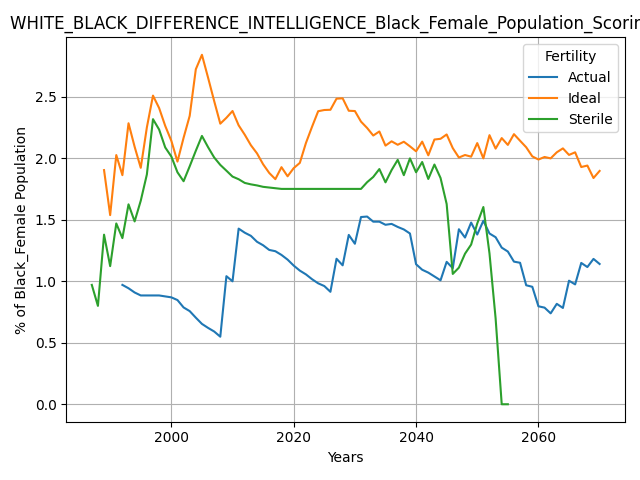 WHITE_BLACK_DIFFERENCE_INTELLIGENCE_Black_Female_Population_Scorin
Fertility
Actual
Ideal
Sterile
% of Black_Female Population
2.5
2.0
1.5
1.0
0.5
0.0
2000
2020
2040
2060
Years